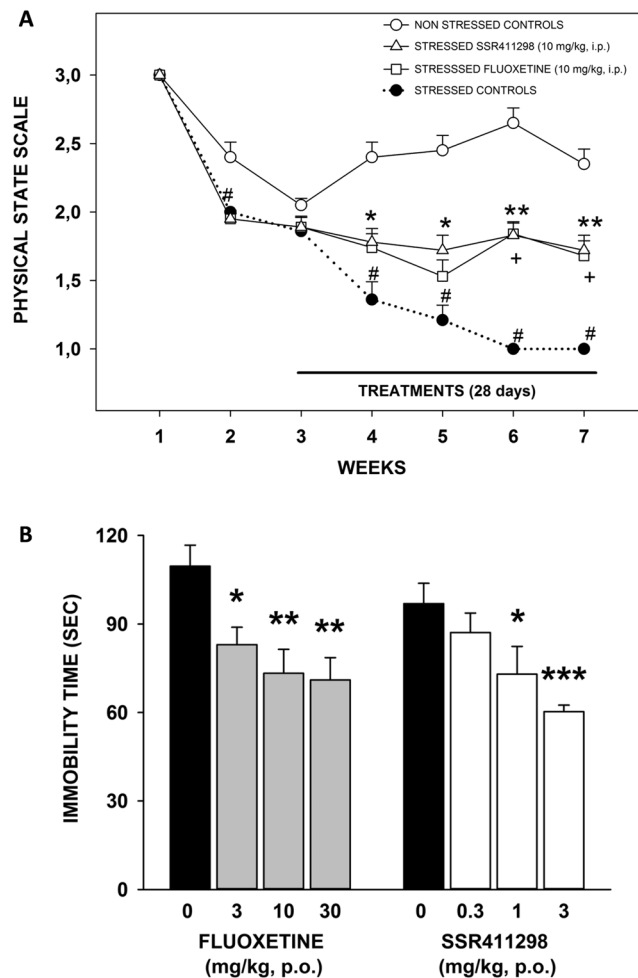 A
NON STRESSED CONTROLS
STRESSED SSR411298 (10 mg/kg, i.p.)
STRESSSED FLUOXETINE (10 mg/kg, i.p.)
STRESSED CONTROLS
PHYSICAL STATE SCALE
3,0
2,5
2,0
1,5
1,0
#
*
*
**
**
+
+
#
#
#
#
TREATMENTS (28 days)
1 2 3 4 5 6 7
WEEKS
B
IMMOBILITY TIME (SEC)
120
90
60
30
0
*
**
**
*
***
0 3 10 30 0 0.3 1 3
FLUOXETINE SSR411298
(mg/kg, p.o.) (mg/kg, p.o.)